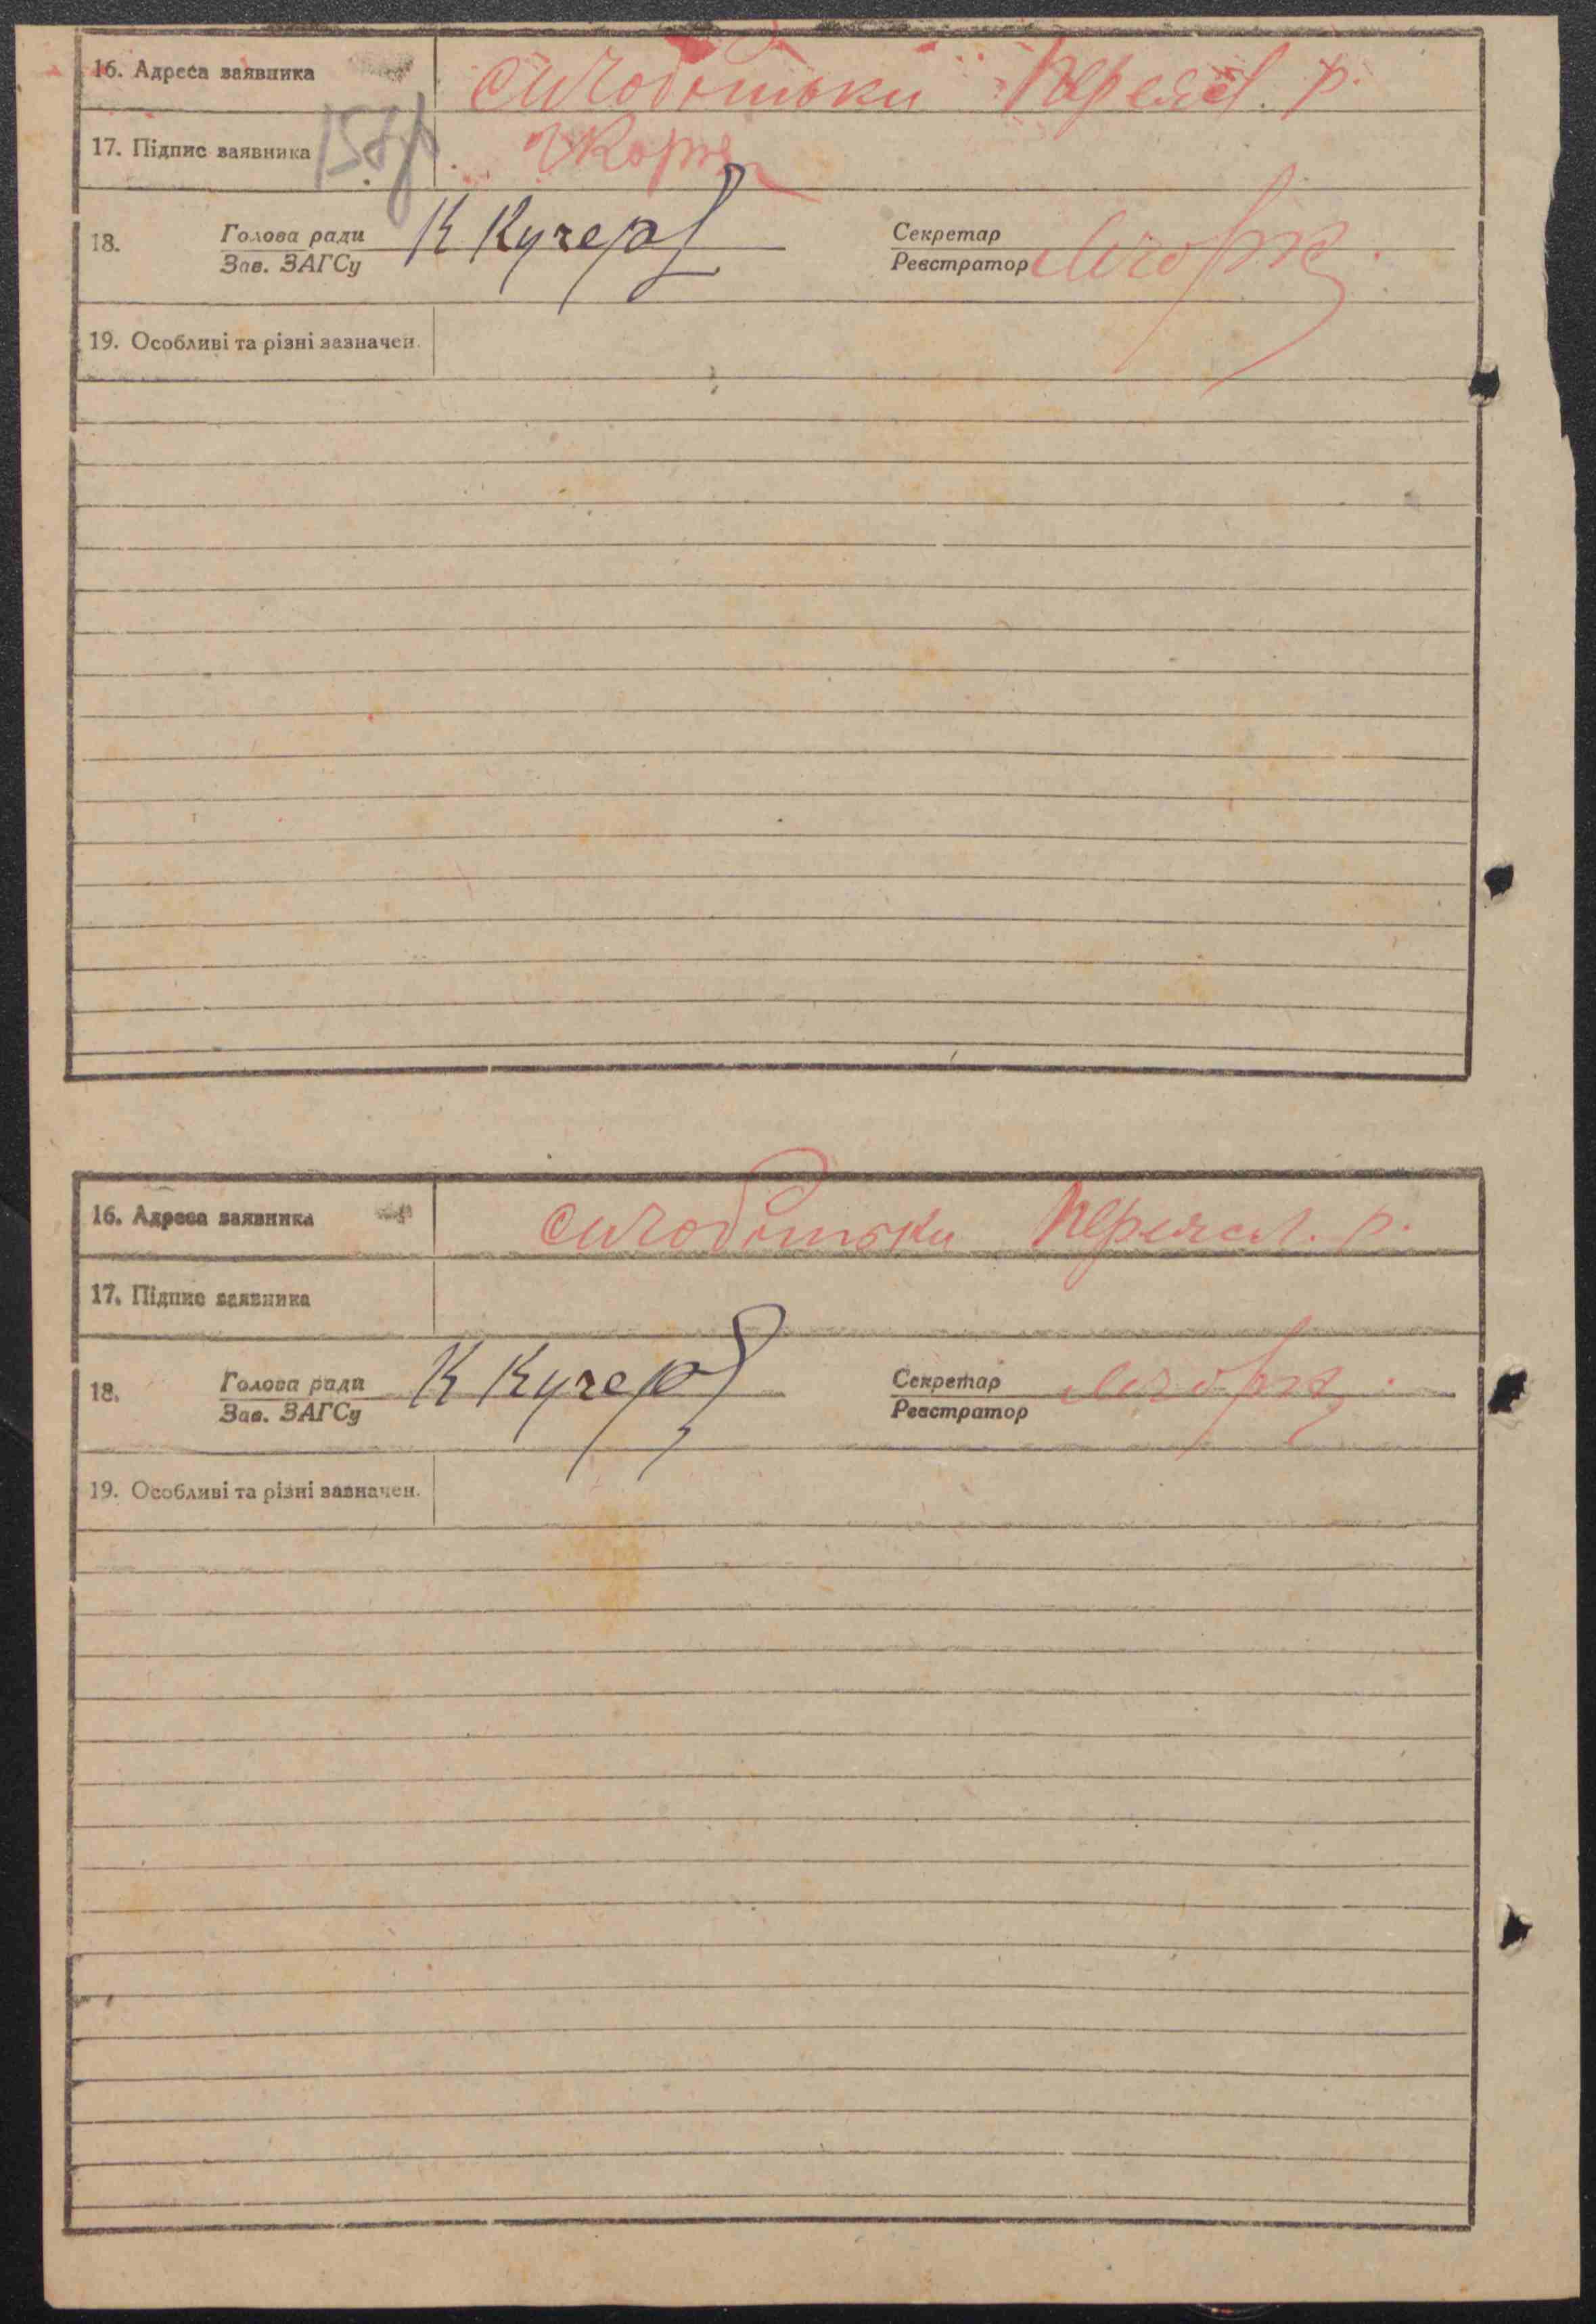 16. Адреса заявника Переясл. р.
17. Підпис заявника
18. Голова ради К Кучер Секретар
Зав. ЗАГСу Реєстратор
19. Особливі та різні зазначен.
16. Адреса заявника Переясл. р.
17. Підпис заявника
18. Голова ради К Кучер Секретар
Зав. ЗАГСу Реєстратор
19. Особливі та різні зазначен.